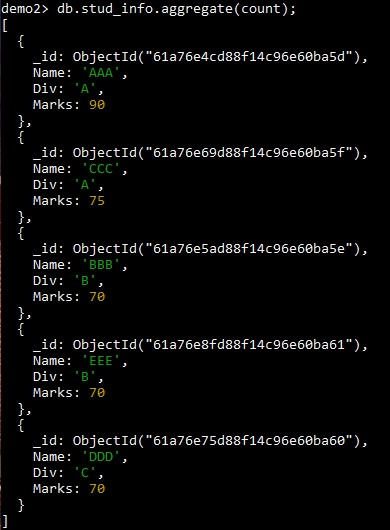 demo2> db.stud_info.aggregate(count);
[
  {
    _id: ObjectId("61a76e4cd88f14c96e60ba5d"),
    Name: 'AAA',
    Div: 'A',
    Marks: 90
  },
  {
    _id: ObjectId("61a76e69d88f14c96e60ba5f"),
    Name: 'CCC',
    Div: 'A',
    Marks: 75
  },
  {
    _id: ObjectId("61a76e5ad88f14c96e60ba5e"),
    Name: 'BBB',
    Div: 'B',
    Marks: 70
  },
  {
    _id: ObjectId("61a76e8fd88f14c96e60ba61"),
    Name: 'EEE',
    Div: 'B',
    Marks: 70
  },
  {
    _id: ObjectId("61a76e75d88f14c96e60ba60"),
    Name: 'DDD',
    Div: 'C',
    Marks: 70
  }
]